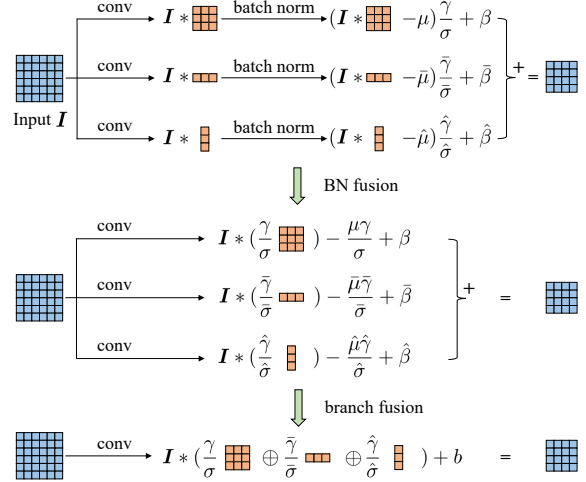 conv I * batch norm (I * −μ) γ/σ + β
conv I * batch norm (I * −μ̄) γ̄/σ̄ + β̄ + =
Input I
conv I * batch norm (I * −μ̂) γ̂/σ̂ + β̂
BN fusion
conv I * ( γ/σ ) − μγ/σ + β
conv I * ( γ̄/σ̄ ) − μ̄γ̄/σ̄ + β̄ + =
conv I * ( γ̂/σ̂ ) − μ̂γ̂/σ̂ + β̂
branch fusion
conv I * ( γ/σ ⊕ γ̄/σ̄ ⊕ γ̂/σ̂ ) + b =